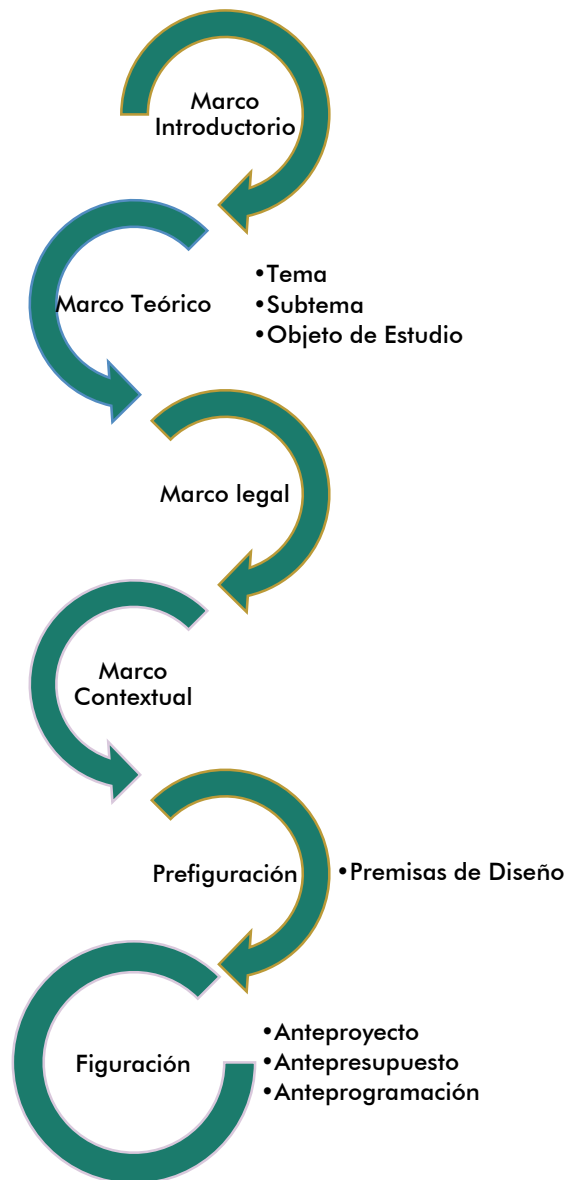 Marco
Introductorio
Marco Teórico
•Tema
•Subtema
•Objeto de Estudio
Marco legal
Marco
Contextual
Prefiguración
•Premisas de Diseño
Figuración
•Anteproyecto
•Antepresupuesto
•Anteprogramación